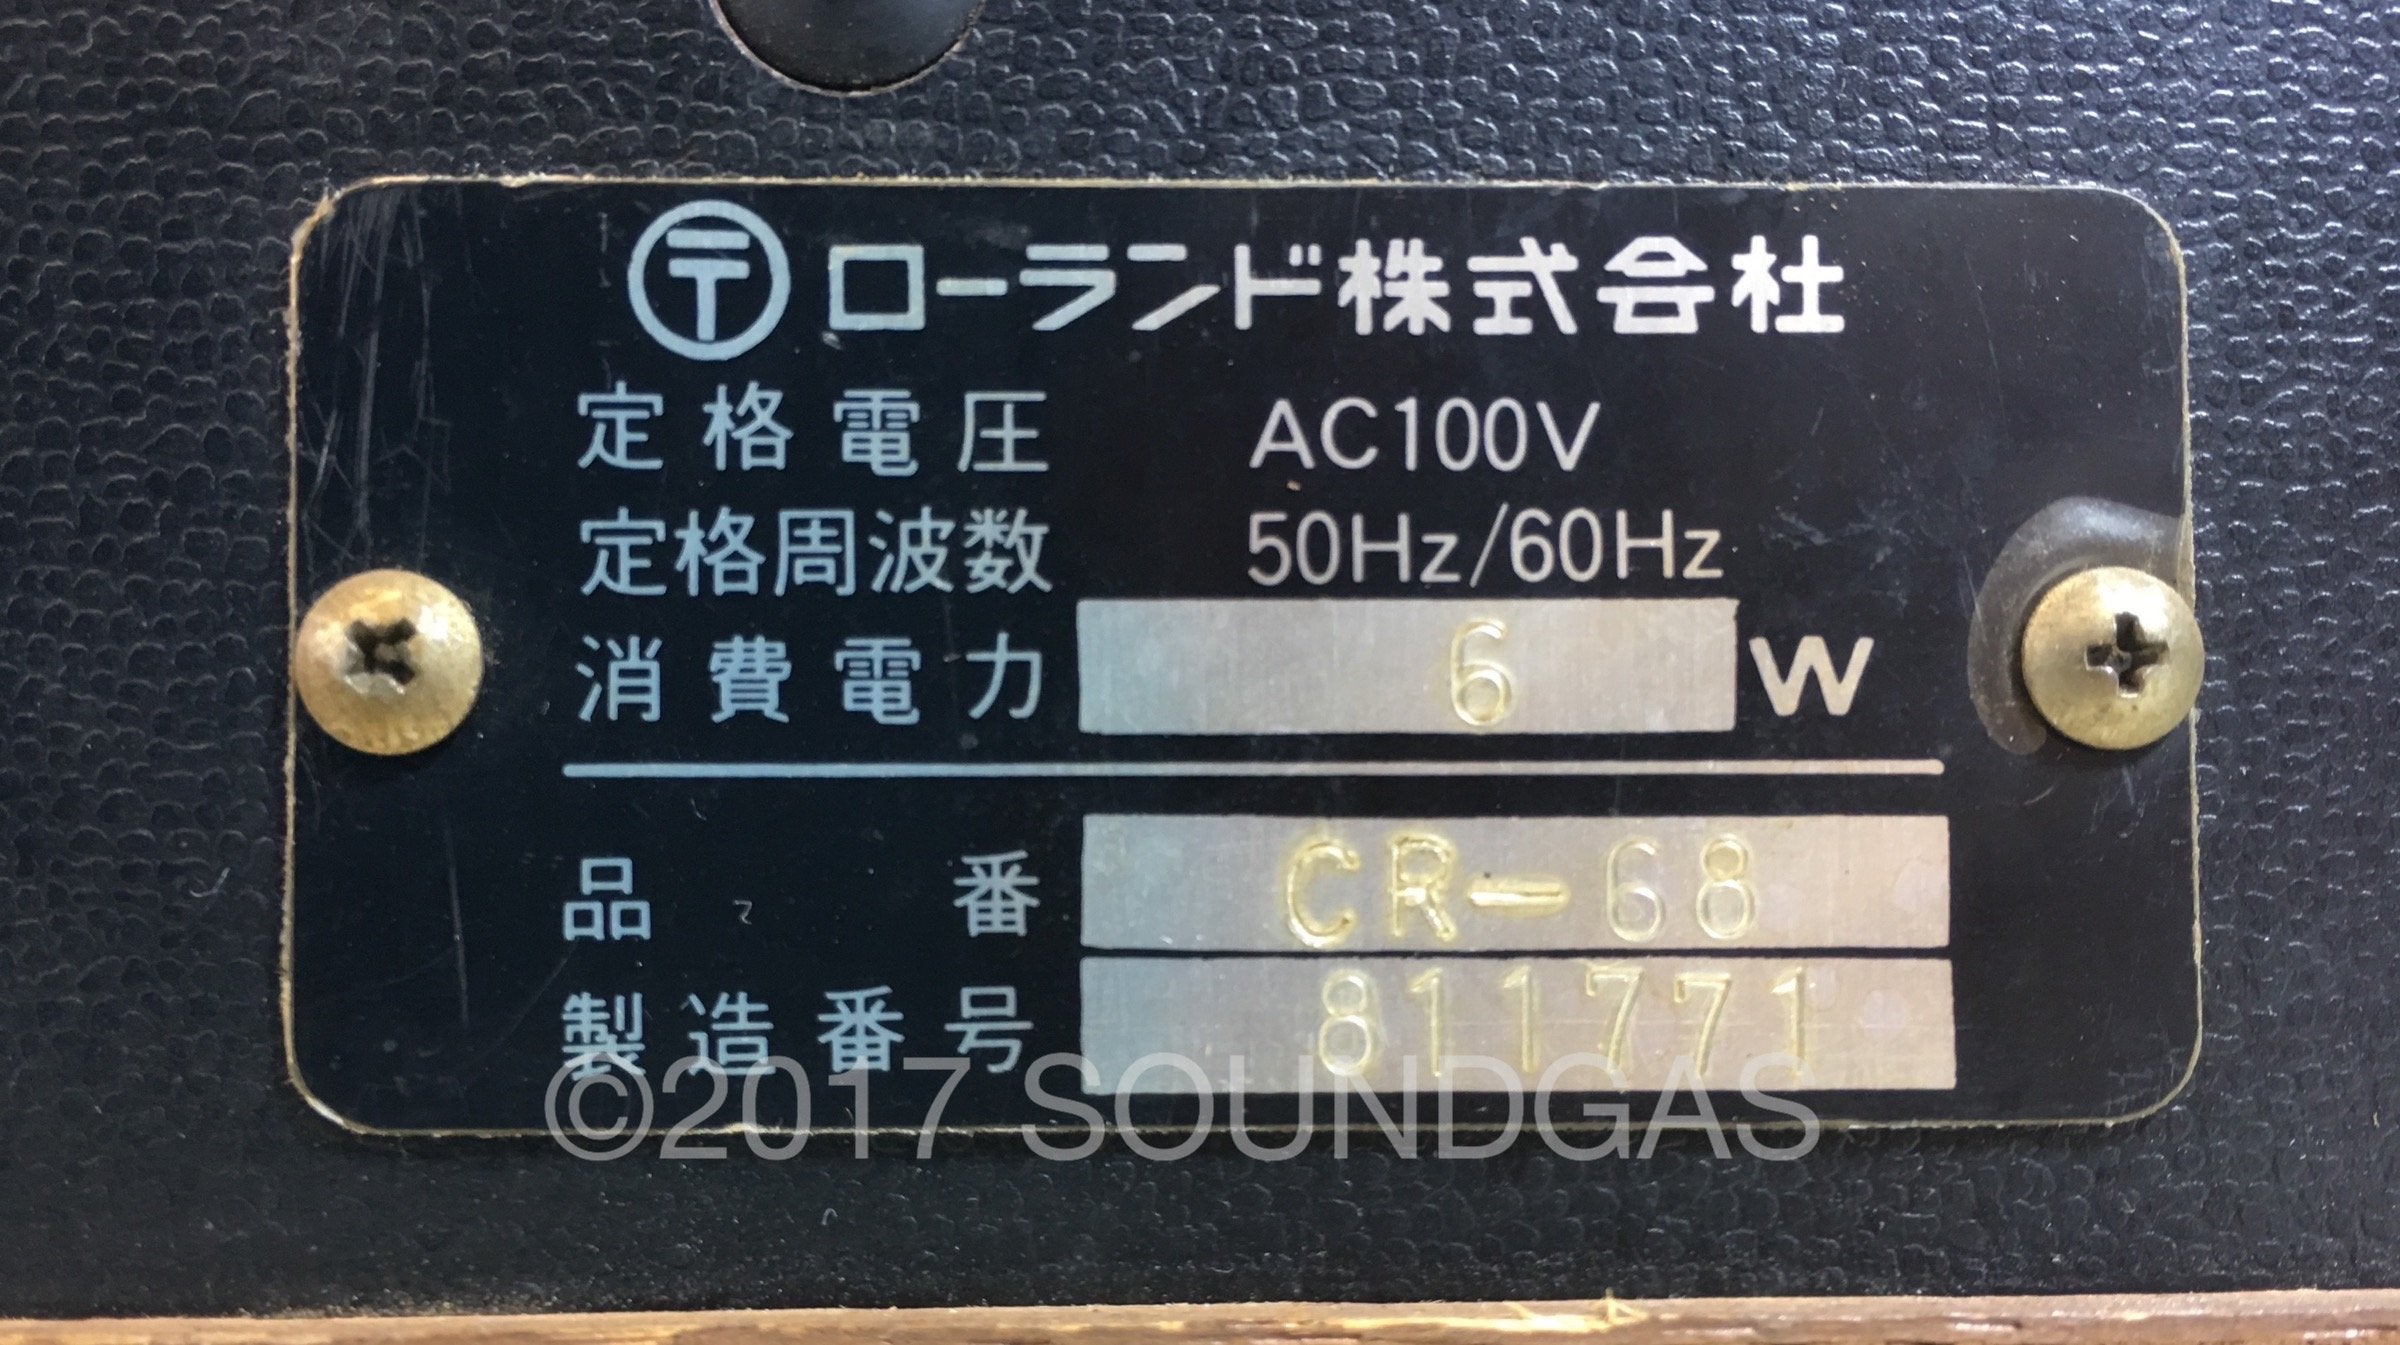 〒 ローランド株式会社
定格電圧 AC100V
定格周波数 50Hz/60Hz
消費電力 6 W
品番 CR-68
製造番号 811771
©2017 SOUNDGAS